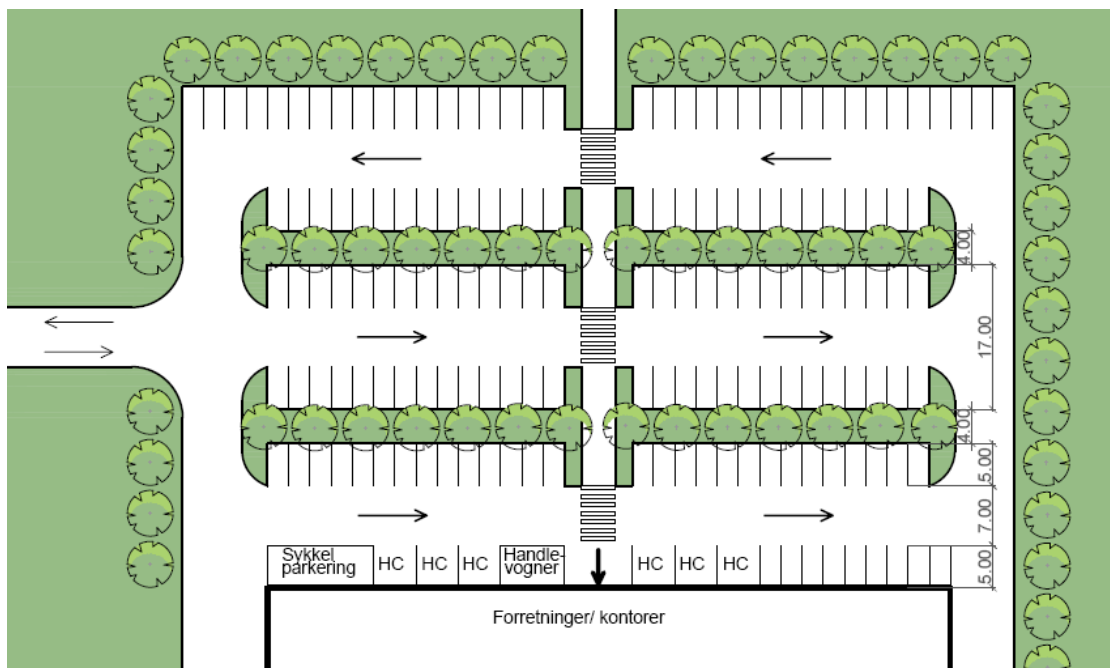 4.00
17.00
4.00
5.00
7.00
5.00
Sykkel
parkering
HC
HC
HC
Handle-
vogner
HC
HC
HC
Forretninger/ kontorer